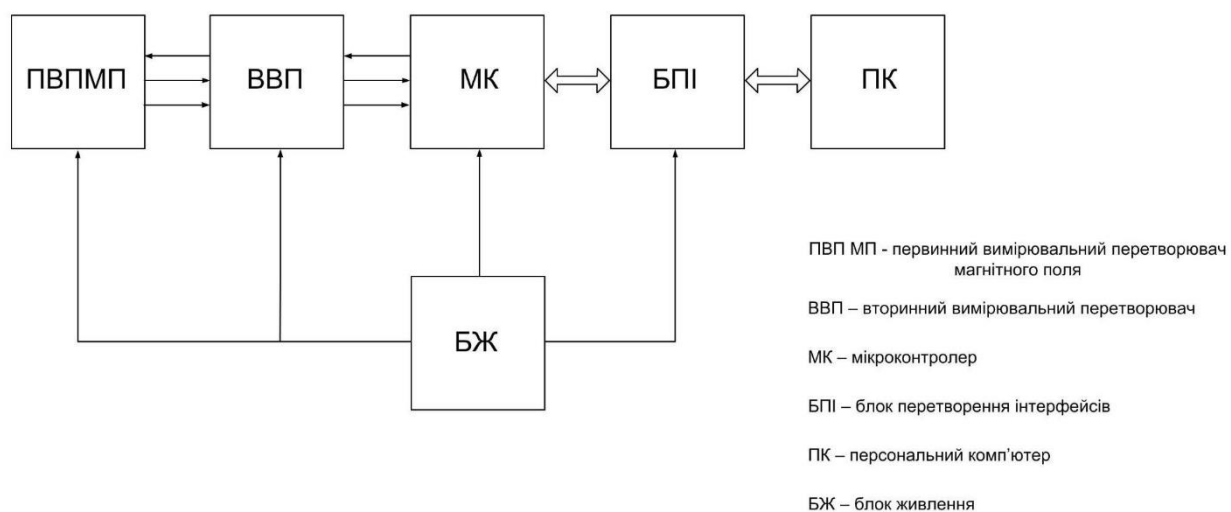 ПВПМП
ВВП
МК
БПІ
ПК
БЖ
ПВП МП - первинний вимірювальний перетворювач
магнітного поля
ВВП – вторинний вимірювальний перетворювач
МК – мікроконтролер
БПІ – блок перетворення інтерфейсів
ПК – персональний комп'ютер
БЖ – блок живлення